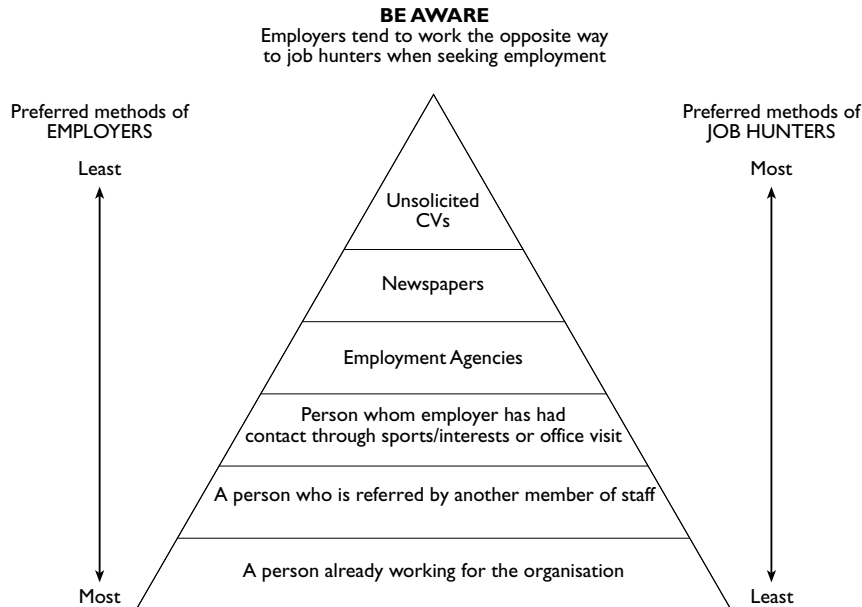 BE AWARE
Employers tend to work the opposite way
to job hunters when seeking employment
Preferred methods of
EMPLOYERS
Least
Most
Preferred methods of
JOB HUNTERS
Most
Least
Unsolicited
CVs
Newspapers
Employment Agencies
Person whom employer has had
contact through sports/interests or office visit
A person who is referred by another member of staff
A person already working for the organisation